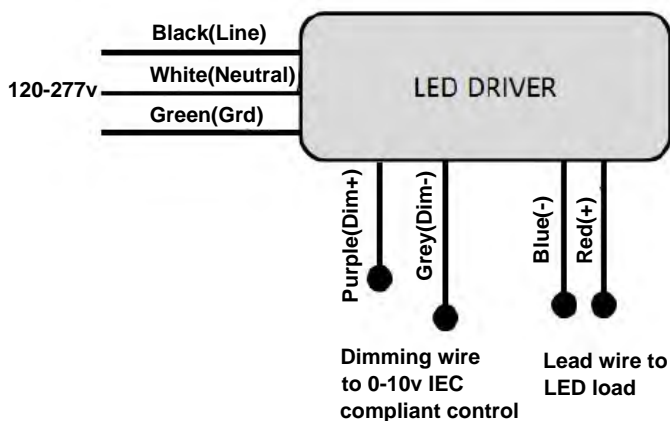 Black(Line)
120-277v
White(Neutral)
Green(Grd)
LED DRIVER
Purple(Dim+)
Grey(Dim-)
Blue(-)
Red(+)
Dimming wire
to 0-10v IEC
compliant control
Lead wire to
LED load